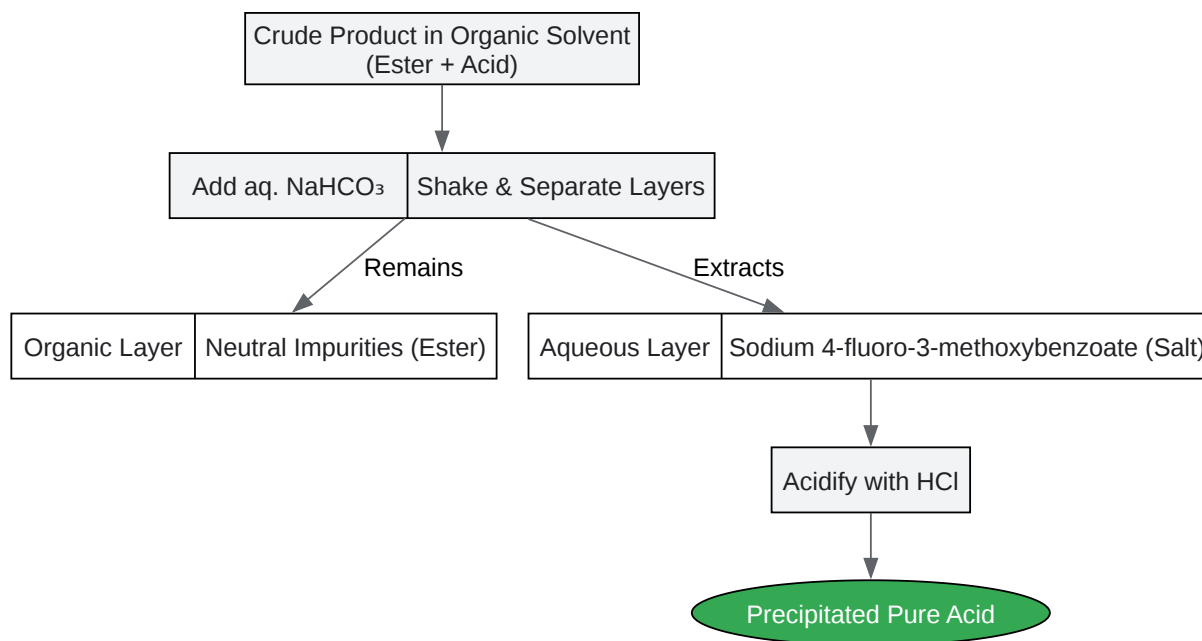 Crude Product in Organic Solvent
(Ester + Acid)
Add aq. NaHCO₃
Shake & Separate Layers
Remains
Extracts
Organic Layer
Neutral Impurities (Ester)
Aqueous Layer
Sodium 4-fluoro-3-methoxybenzoate (Salt)
Acidify with HCl
Precipitated Pure Acid